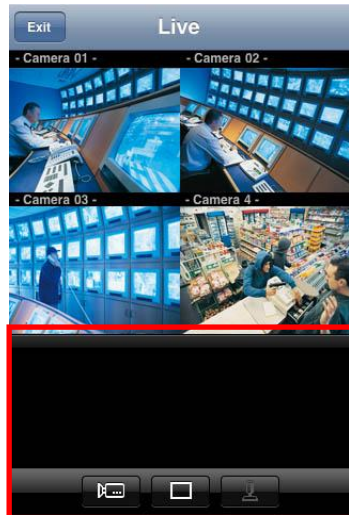 Exit
Live
- Camera 01 -
- Camera 02 -
- Camera 03 -
- Camera 4 -